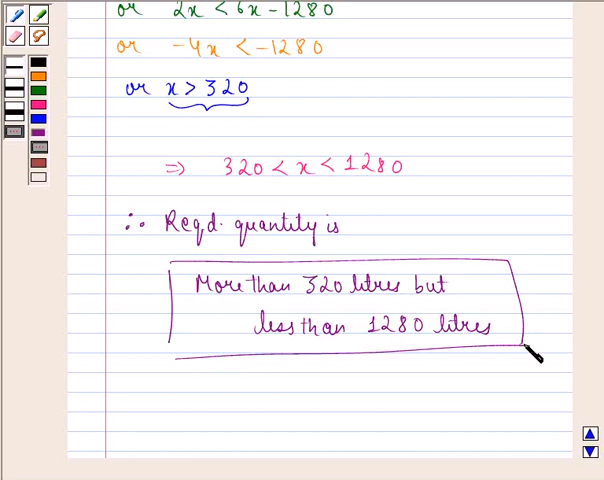 or 2x < 6x - 1280
or -4x < -1280
or x > 320
⇒ 320 < x < 1280
∴ Reqd. quantity is
More than 320 litres but
less than 1280 litres